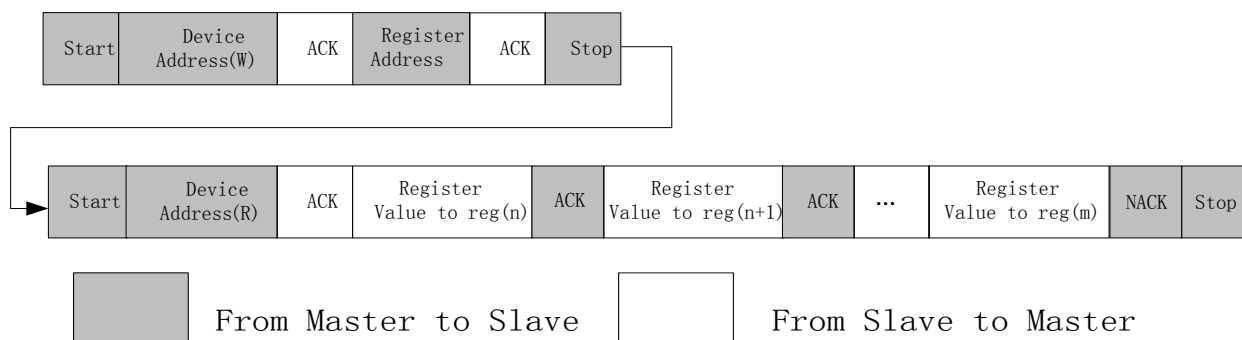 Start Device Address(W) ACK Register Address ACK Stop
Start Device Address(R) ACK Register Value to reg(n) ACK Register Value to reg(n+1) ACK … Register Value to reg(m) NACK Stop
From Master to Slave From Slave to Master